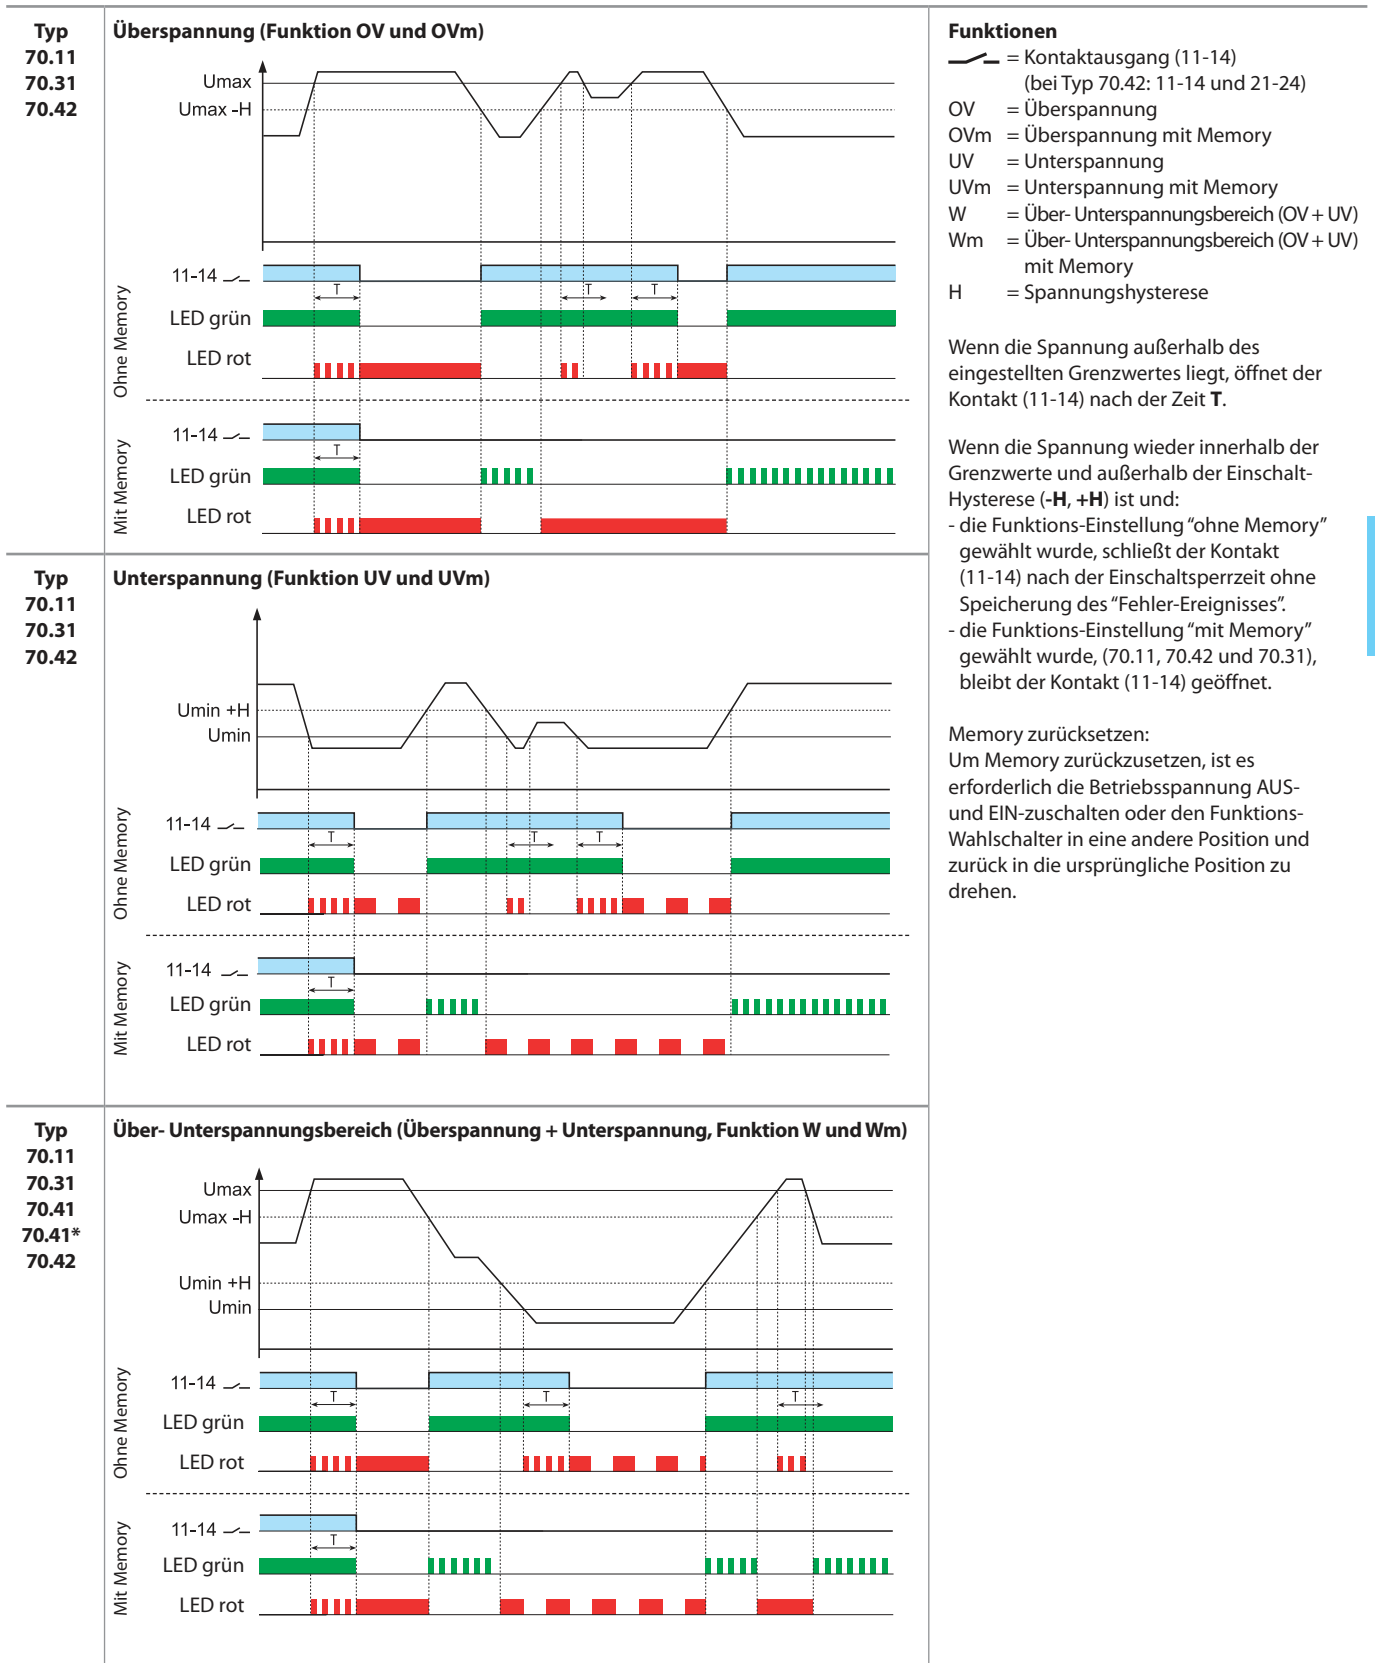 Typ
70.11
70.31
70.42
Überspannung (Funktion OV und OVm)
Umax
Umax -H
Ohne Memory
11-14
T
T
T
LED grün
LED rot
Mit Memory
11-14
T
LED grün
LED rot
Typ
70.11
70.31
70.42
Unterspannung (Funktion UV und UVm)
Umin +H
Umin
Ohne Memory
11-14
T
T
T
LED grün
LED rot
Mit Memory
11-14
T
LED grün
LED rot
Typ
70.11
70.31
70.41
70.41*
70.42
Über- Unterspannungsbereich (Überspannung + Unterspannung, Funktion W und Wm)
Umax
Umax -H
Umin +H
Umin
Ohne Memory
11-14
T
T
T
LED grün
LED rot
Mit Memory
11-14
T
LED grün
LED rot
Funktionen
= Kontaktausgang (11-14)
(bei Typ 70.42: 11-14 und 21-24)
OV = Überspannung
OVm = Überspannung mit Memory
UV = Unterspannung
UVm = Unterspannung mit Memory
W = Über- Unterspannungsbereich (OV + UV)
Wm = Über- Unterspannungsbereich (OV + UV)
mit Memory
H = Spannungshysterese
Wenn die Spannung außerhalb des
eingestellten Grenzwertes liegt, öffnet der
Kontakt (11-14) nach der Zeit T.
Wenn die Spannung wieder innerhalb der
Grenzwerte und außerhalb der Einschalt-
Hysterese (-H, +H) ist und:
- die Funktions-Einstellung “ohne Memory”
gewählt wurde, schließt der Kontakt
(11-14) nach der Einschaltsperrzeit ohne
Speicherung des “Fehler-Ereignisses”.
- die Funktions-Einstellung “mit Memory”
gewählt wurde, (70.11, 70.42 und 70.31),
bleibt der Kontakt (11-14) geöffnet.
Memory zurücksetzen:
Um Memory zurückzusetzen, ist es
erforderlich die Betriebsspannung AUS-
und EIN-zuschalten oder den Funktions-
Wahlschalter in eine andere Position und
zurück in die ursprüngliche Position zu
drehen.